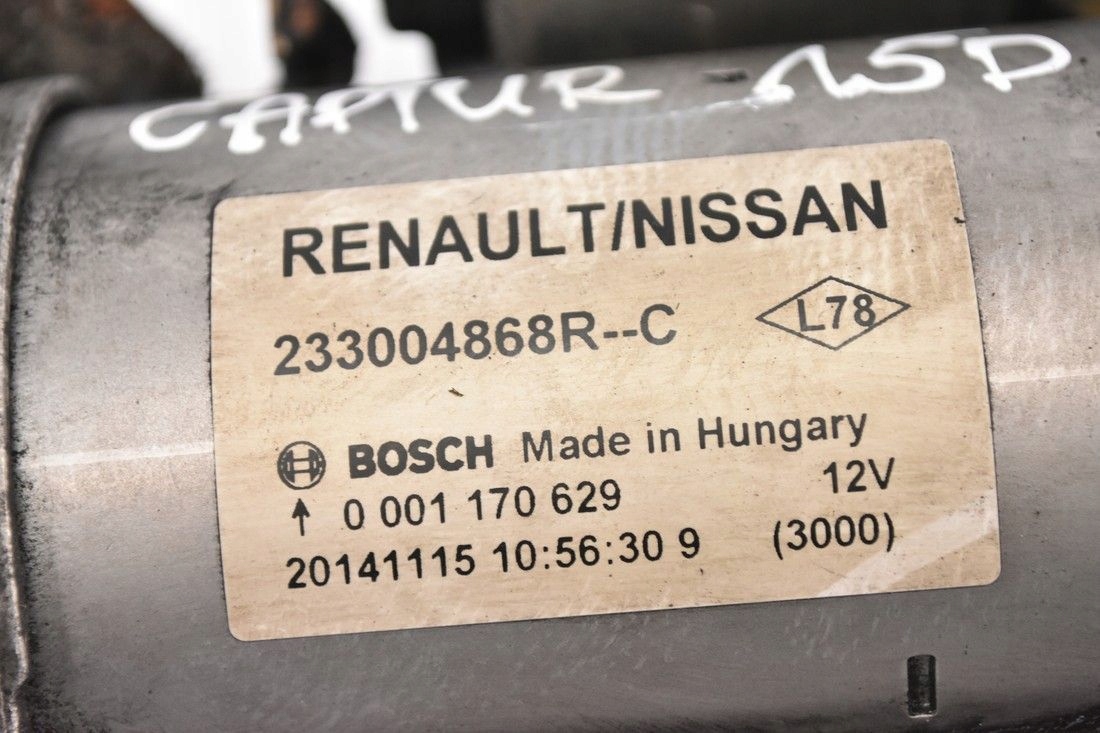 CAPTUR 1.5D
RENAULT/NISSAN
233004868R--C
L78
BOSCH Made in Hungary
0 001 170 629 12V
20141115 10:56:30 9 (3000)